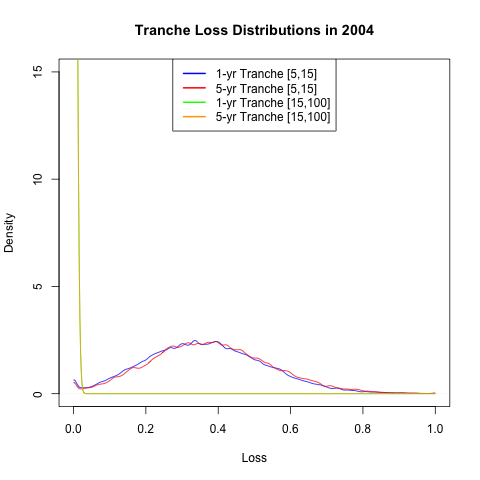 Tranche Loss Distributions in 2004
1-yr Tranche [5,15]
5-yr Tranche [5,15]
1-yr Tranche [15,100]
5-yr Tranche [15,100]
Density
15
10
5
0
0.0 0.2 0.4 0.6 0.8 1.0
Loss